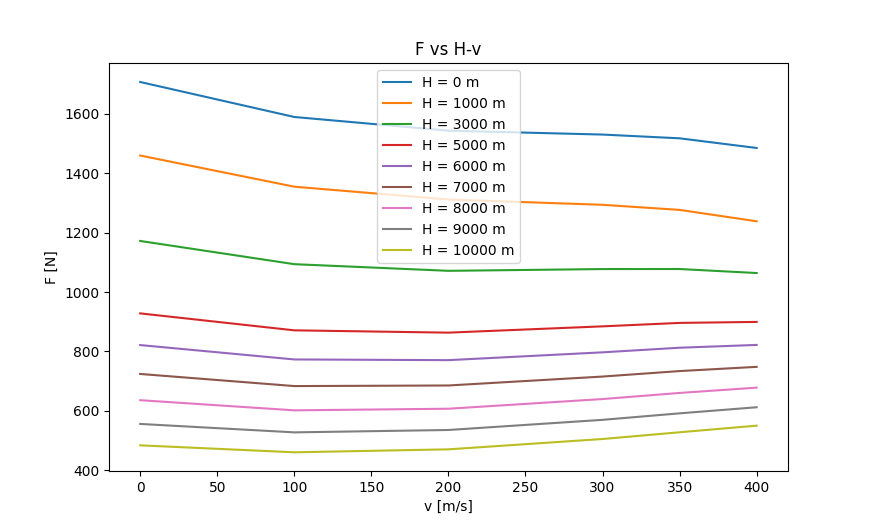 F vs H-v
H = 0 m
H = 1000 m
H = 3000 m
H = 5000 m
H = 6000 m
H = 7000 m
H = 8000 m
H = 9000 m
H = 10000 m
F [N]
1600
1400
1200
1000
800
600
400
0 50 100 150 200 250 300 350 400
v [m/s]